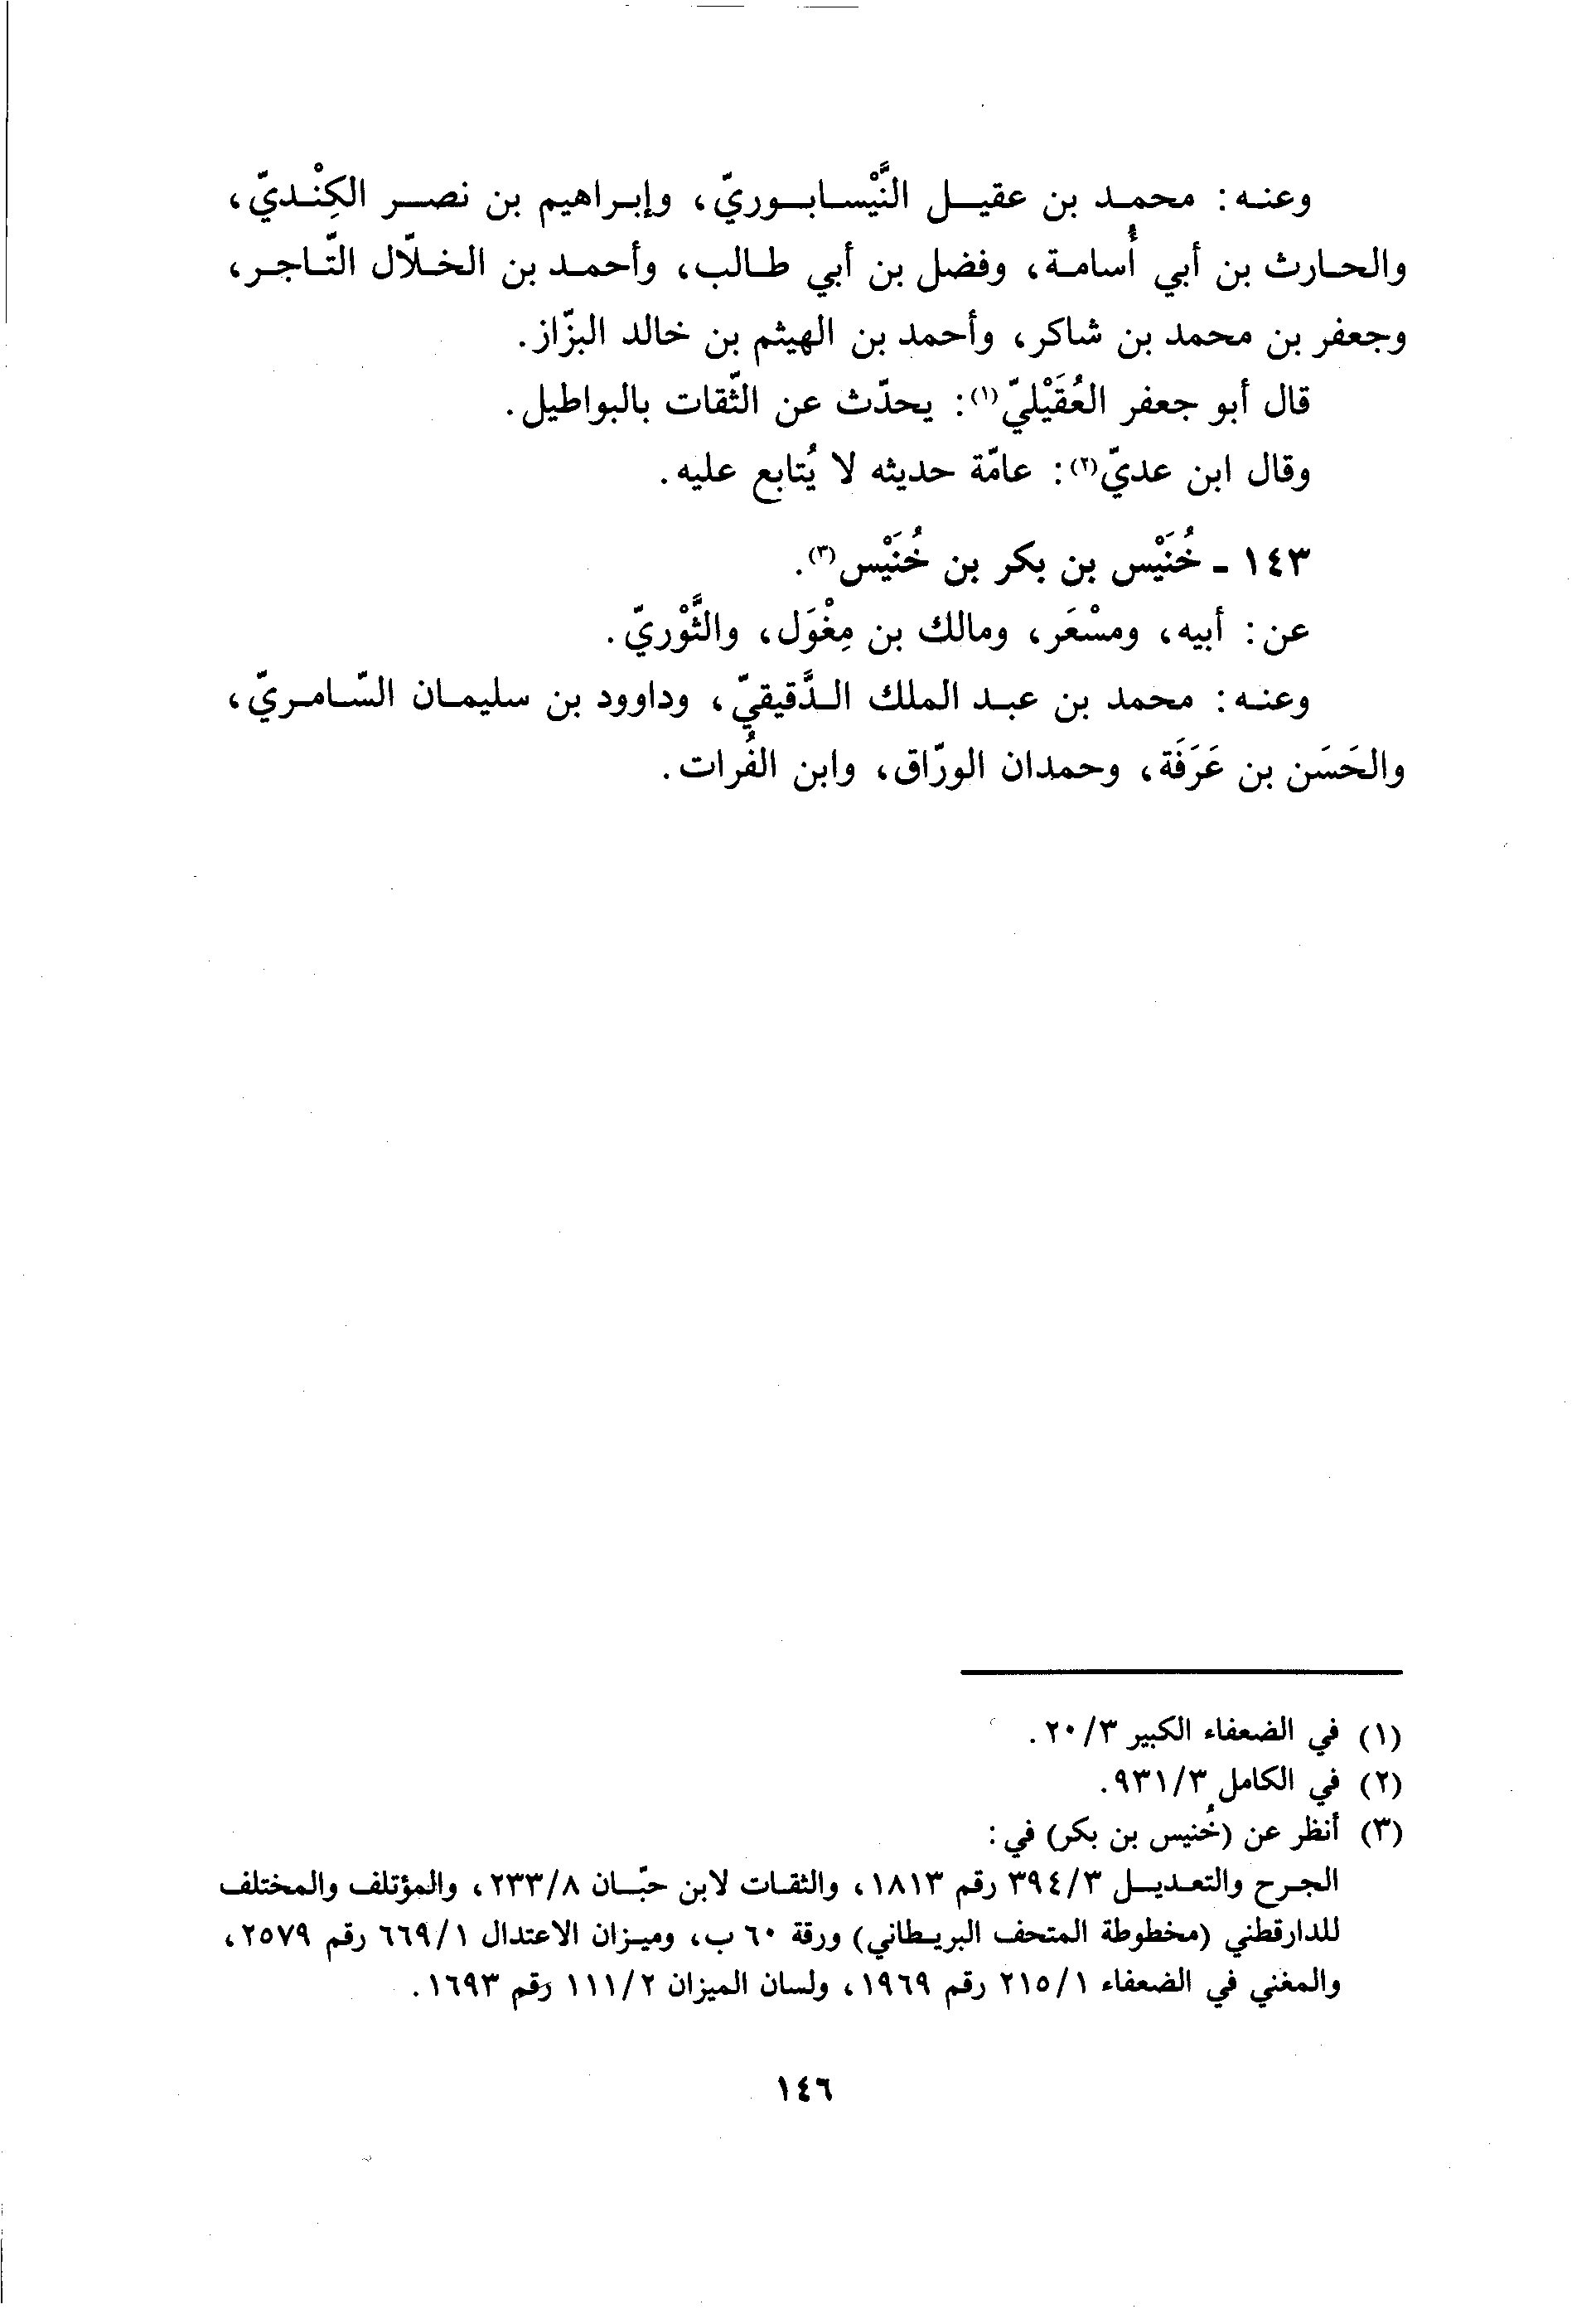 وعنه: محمد بن عقيل النَّيْسابوريّ، وإبراهيم بن نصر الكِنْديّ،
والحارث بن أبي أُسامة، وفضل بن أبي طالب، وأحمد بن الخلّال التّاجر،
وجعفر بن محمد بن شاكر، وأحمد بن الهيثم بن خالد البزّاز.
قال أبو جعفر العُقَيْليّ(١): يحدّث عن الثّقات بالبواطيل.
وقال ابن عديّ(٢): عامّة حديثه لا يُتابع عليه.
١٤٣ - خُنَيْس بن بكر بن خُنَيْس(٣).
عن: أبيه، ومسْعَر، ومالك بن مِغْوَل، والثَّوْريّ.
وعنه: محمد بن عبد الملك الدَّقيقيّ، وداوود بن سليمان السّامريّ،
والحَسَن بن عَرَفَة، وحمدان الورّاق، وابن الفُرات.
(١) في الضعفاء الكبير ٢٠/٣.
(٢) في الكامل ٩٣١/٣.
(٣) أنظر عن (خُنيس بن بكر) في:
الجرح والتعديل ٣٩٤/٣ رقم ١٨١٣، والثقات لابن حبّان ٢٣٣/٨، والمؤتلف والمختلف
للدارقطني (مخطوطة المتحف البريطاني) ورقة ٦٠ ب، وميزان الاعتدال ٦٦٩/١ رقم ٢٥٧٩،
والمغني في الضعفاء ٢١٥/١ رقم ١٩٦٩، ولسان الميزان ١١١/٢ رقم ١٦٩٣.
١٤٦